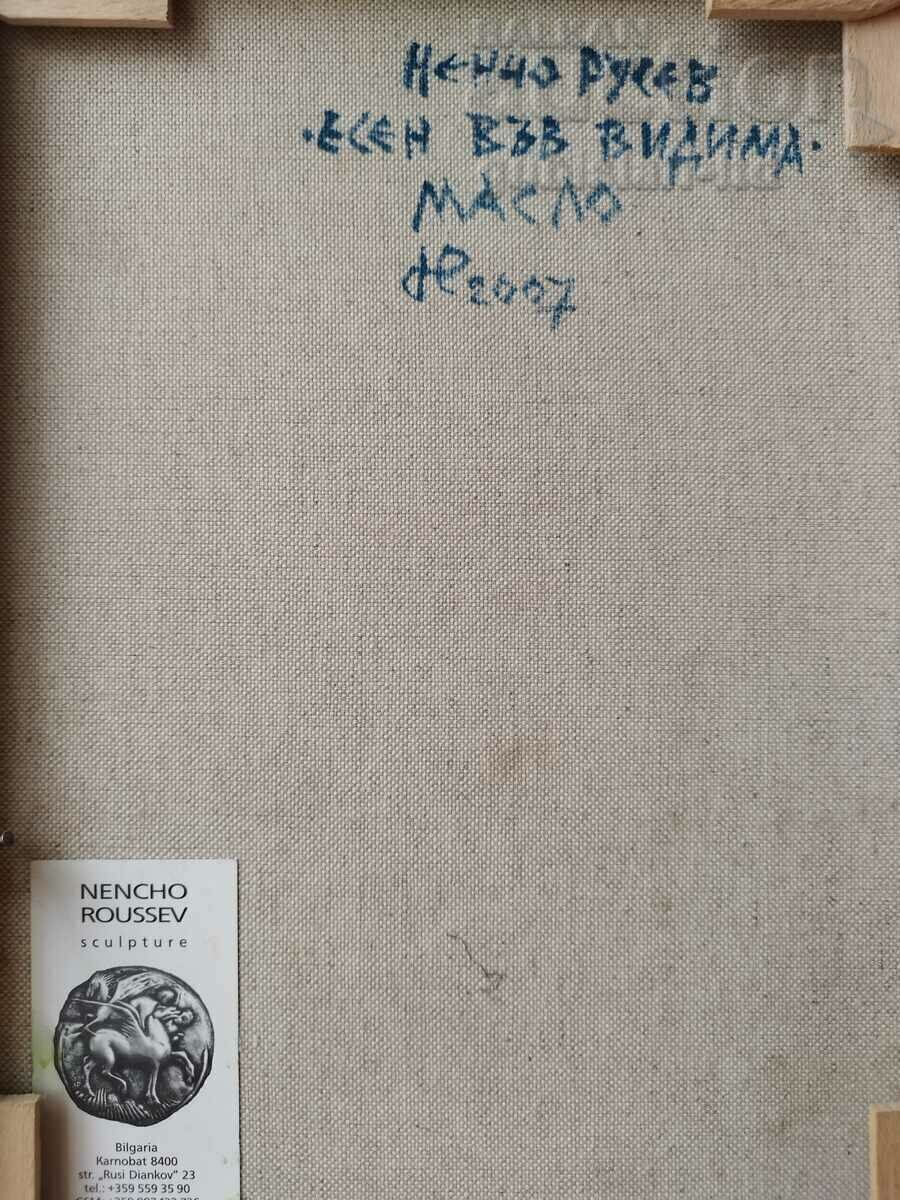 Ненчо Русев
·ЕСЕН ВЪВ ВИДИМА·
МАСЛО
2007
NENCHO
ROUSSEV
sculpture
Bilgaria
Karnobat 8400
str. „Rusi Diankov" 23
tel.: +359 559 35 90